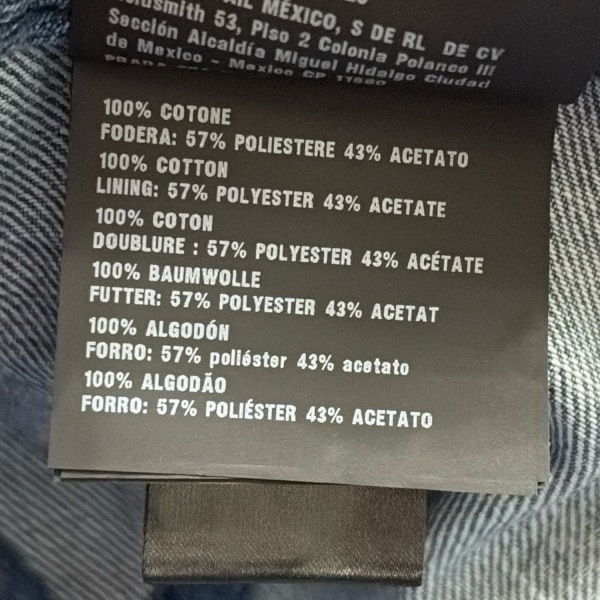 MÉXICO, S DE RL DE CV
smith 53, Piso 2 Colonia Polanco III
Sección Alcaldía Miguel Hidalgo Ciudad
de Mexico - Mexico CP
100% COTONE
FODERA: 57% POLIESTERE 43% ACETATO
100% COTTON
LINING: 57% POLYESTER 43% ACETATE
100% COTON
DOUBLURE : 57% POLYESTER 43% ACÉTATE
100% BAUMWOLLE
FUTTER: 57% POLYESTER 43% ACETAT
100% ALGODÓN
FORRO: 57% poliéster 43% acetato
100% ALGODÃO
FORRO: 57% POLIÉSTER 43% ACETATO